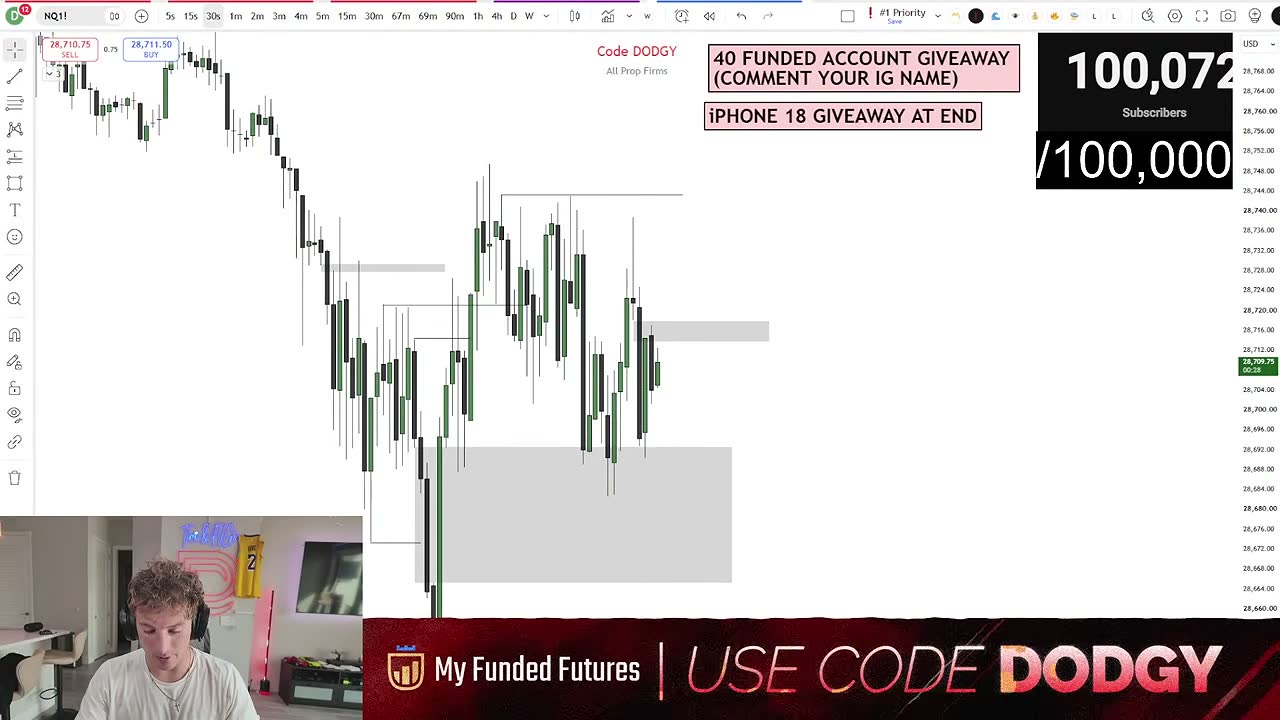 D 12
NQ1!
5s 15s 30s 1m 2m 3m 4m 5m 15m 30m 67m 69m 90m 1h 4h D W
W
#1 Priority
Save
L L
28,710.75
SELL
0.75
28,711.50
BUY
3
Code DODGY
All Prop Firms
40 FUNDED ACCOUNT GIVEAWAY
(COMMENT YOUR IG NAME)
iPHONE 18 GIVEAWAY AT END
100,072
Subscribers
/100,000
USD
28,768.00
28,764.00
28,760.00
28,756.00
28,752.00
28,748.00
28,744.00
28,740.00
28,736.00
28,732.00
28,728.00
28,724.00
28,720.00
28,716.00
28,712.00
28,709.75
00:28
28,704.00
28,700.00
28,696.00
28,692.00
28,688.00
28,684.00
28,680.00
28,676.00
28,672.00
28,668.00
28,664.00
28,660.00
D
2
My Funded Futures
USE CODE DODGY